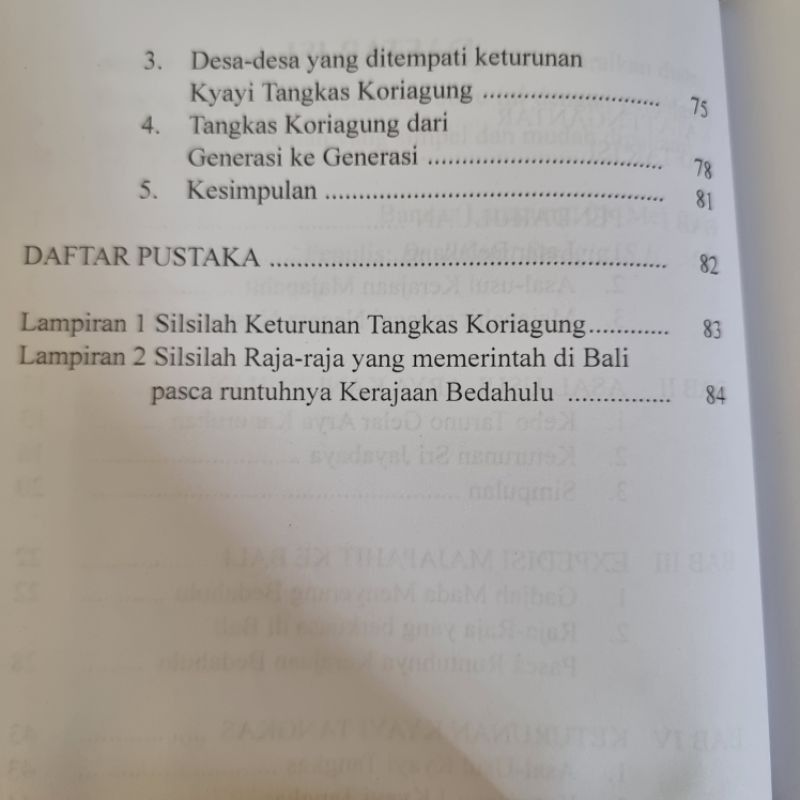 3. Desa-desa yang ditempati keturunan
Kyayi Tangkas Koriagung ............................ 75
4. Tangkas Koriagung dari
Generasi ke Generasi ..................................... 78
5. Kesimpulan ..................................................... 81
DAFTAR PUSTAKA ............................................................. 82
Lampiran 1 Silsilah Keturunan Tangkas Koriagung............ 83
Lampiran 2 Silsilah Raja-raja yang memerintah di Bali
pasca runtuhnya Kerajaan Bedahulu ................ 84